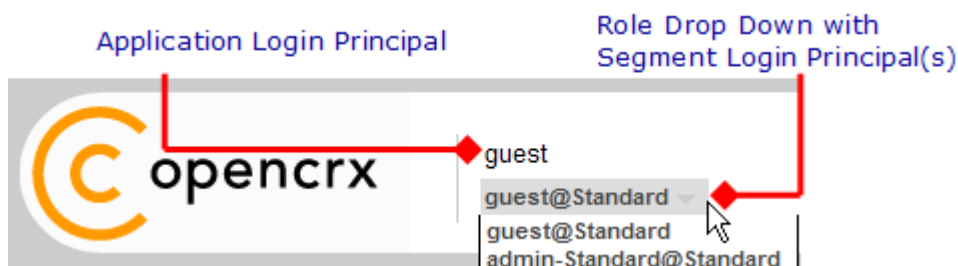 Application Login Principal
Role Drop Down with
Segment Login Principal(s)
opencrx
guest
guest@Standard
guest@Standard
admin-Standard@Standard